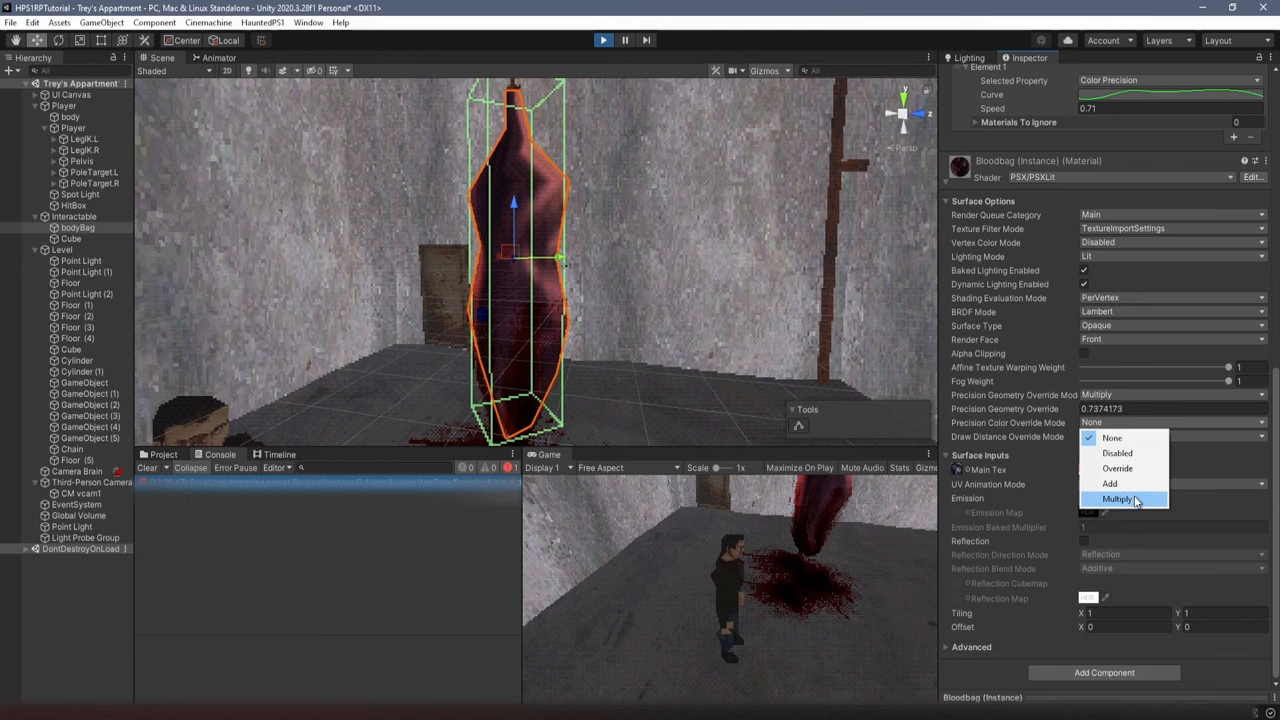 HPS1RPTutorial - Trey's Appartment - PC, Mac & Linux Standalone - Unity 2020.3.28f1 Personal* <DX11>
File Edit Assets GameObject Component Cinemachine HauntedPS1 Window Help
Center Local Account Layers Layout
Hierarchy
All
Trey's Appartment
UI Canvas
Player
body
Player
LegIK.L
LegIK.R
Pelvis
PoleTarget.L
PoleTarget.R
Spot Light
HitBox
Interactable
bodyBag
Cube
Level
Point Light
Point Light (1)
Floor
Point Light (2)
Floor (1)
Floor (2)
Floor (3)
Floor (4)
Cube
Cylinder
Cylinder (1)
GameObject
GameObject (1)
GameObject (2)
GameObject (3)
GameObject (4)
GameObject (5)
Chain
Floor (5)
Camera Brain
Third-Person Camera
CM vcam1
EventSystem
Global Volume
Point Light
Light Probe Group
DontDestroyOnLoad
Scene Animator
Shaded 2D 0 Gizmos All
y
z
Persp
Tools
Project Console Timeline
Clear Collapse Error Pause Editor 0 0 1
Game
Display 1 Free Aspect Scale 1x Maximize On Play Mute Audio Stats Gizmos
Lighting Inspector
Element 1
Selected Property Color Precision
Curve
Speed 0.71
Materials To Ignore 0
Bloodbag (Instance) (Material)
Shader PSX/PSXLit Edit...
Surface Options
Render Queue Category Main
Texture Filter Mode TextureImportSettings
Vertex Color Mode Disabled
Lighting Mode Lit
Baked Lighting Enabled
Dynamic Lighting Enabled
Shading Evaluation Mode PerVertex
BRDF Mode Lambert
Surface Type Opaque
Render Face Front
Alpha Clipping
Affine Texture Warping Weight 1
Fog Weight 1
Precision Geometry Override Mod Multiply
Precision Geometry Override 0.7374173
Precision Color Override Mode None
Draw Distance Override Mode
None
Disabled
Override
Add
Multiply
Surface Inputs
Main Tex
UV Animation Mode
Emission
Emission Map
Emission Baked Multiplier 1
Reflection
Reflection Direction Mode Reflection
Reflection Blend Mode Additive
Reflection Cubemap
Reflection Map HDR
Tiling X 1 Y 1
Offset X 0 Y 0
Advanced
Add Component
Bloodbag (Instance)